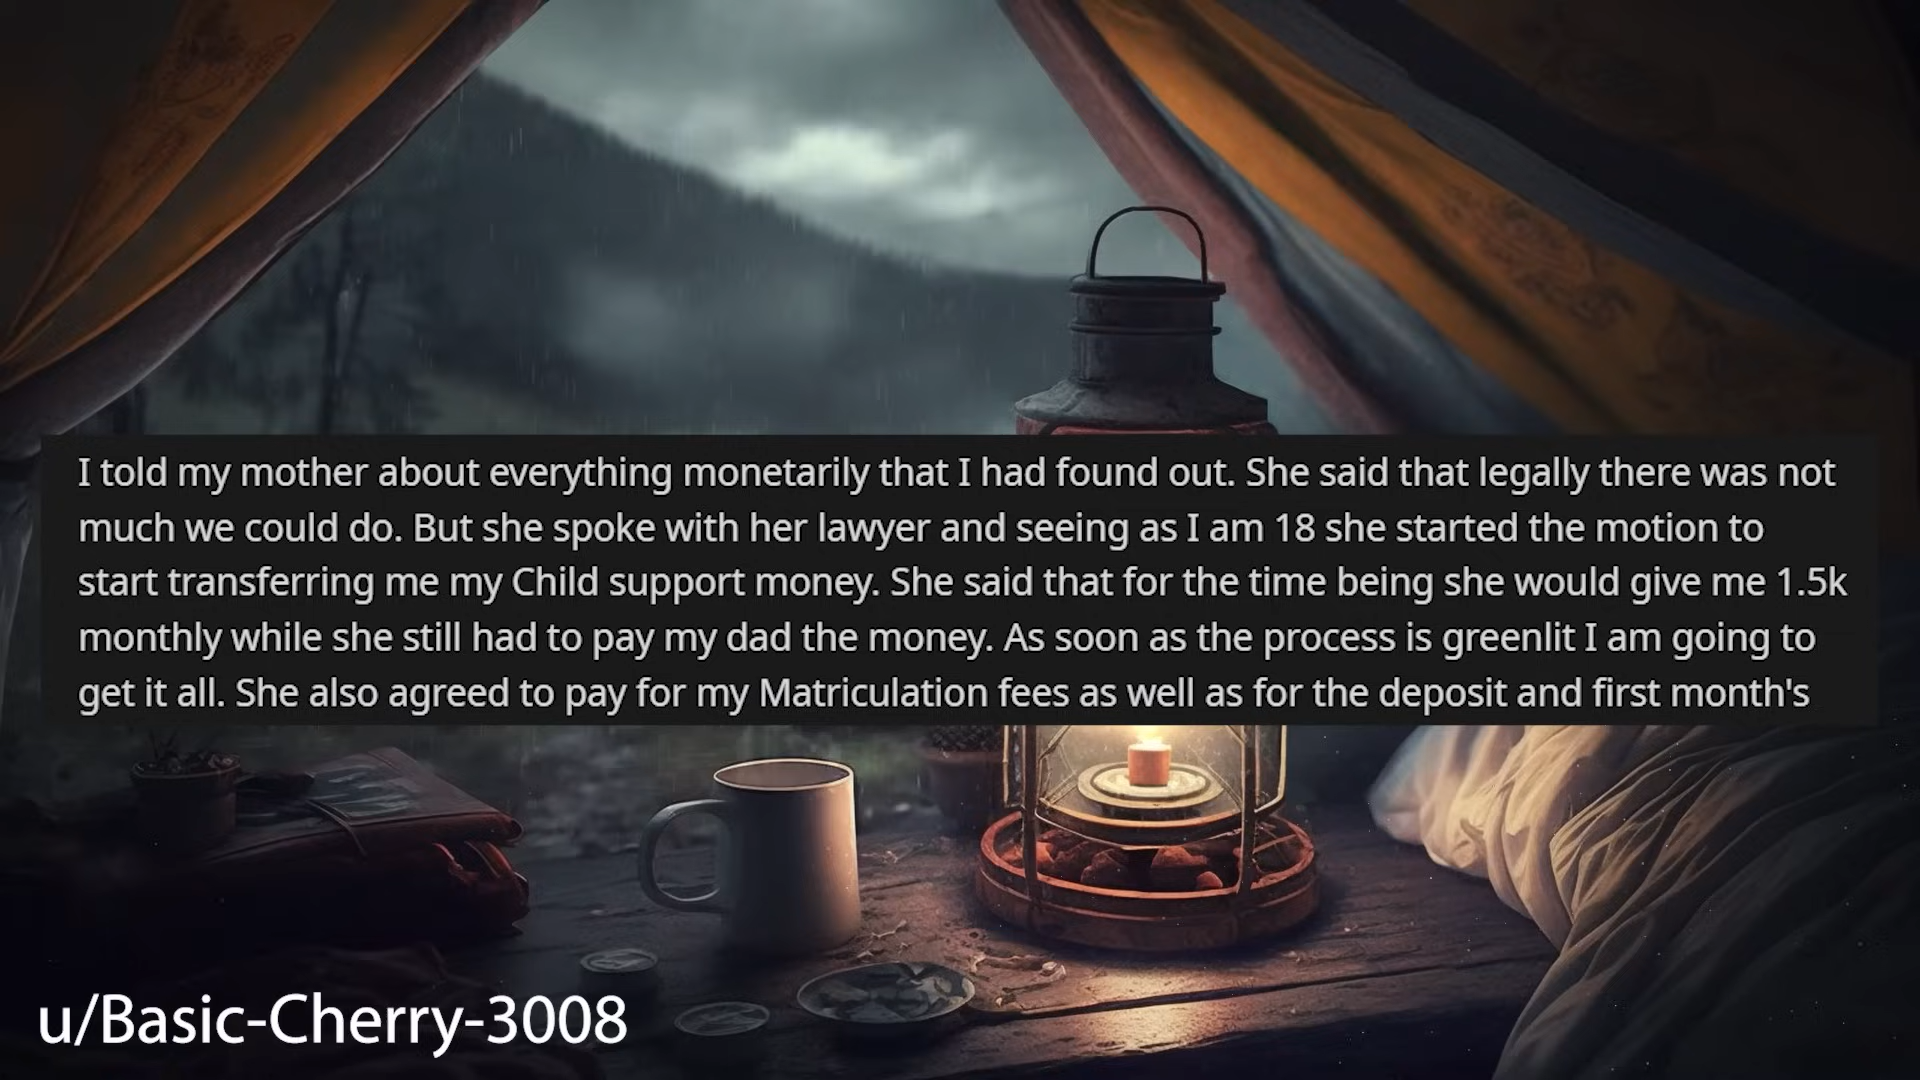 I told my mother about everything monetarily that I had found out. She said that legally there was not
much we could do. But she spoke with her lawyer and seeing as I am 18 she started the motion to
start transferring me my Child support money. She said that for the time being she would give me 1.5k
monthly while she still had to pay my dad the money. As soon as the process is greenlit I am going to
get it all. She also agreed to pay for my Matriculation fees as well as for the deposit and first month's
u/Basic-Cherry-3008